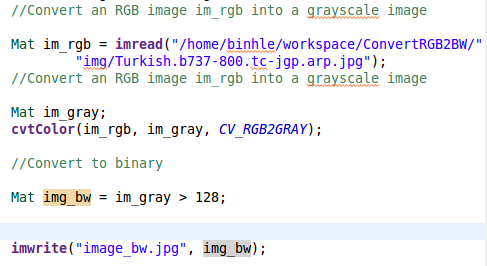 //Convert an RGB image im_rgb into a grayscale image
Mat im_rgb = imread("/home/binhle/workspace/ConvertRGB2BW/"
"img/Turkish.b737-800.tc-jgp.arp.jpg");
//Convert an RGB image im_rgb into a grayscale image
Mat im_gray;
cvtColor(im_rgb, im_gray, CV_RGB2GRAY);
//Convert to binary
Mat img_bw = im_gray > 128;
imwrite("image_bw.jpg", img_bw);